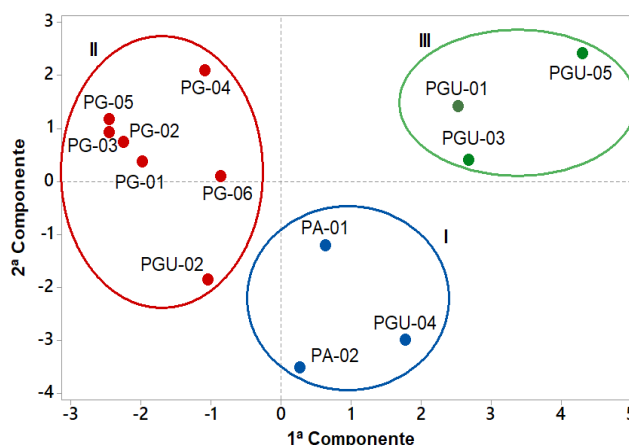 3
II
III
PG-04
PGU-05
2
PGU-01
PG-05
1
PG-02
PG-03
PGU-03
PG-01
PG-06
0
2ª Componente
-1
PA-01
I
PGU-02
-2
PGU-04
-3
PA-02
-4
-3 -2 -1 0 1 2 3 4 5
1ª Componente